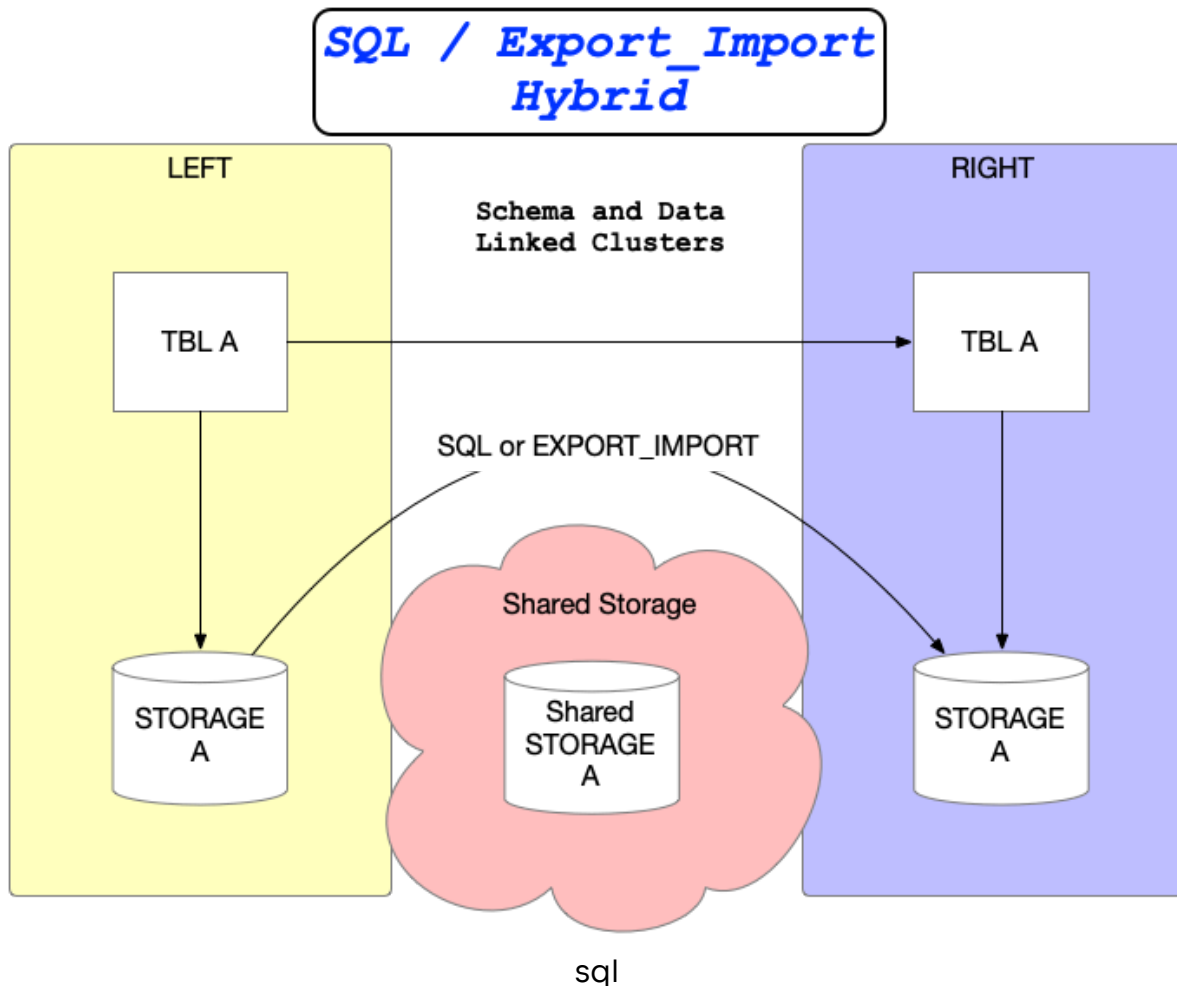 SQL / Export_Import
Hybrid
LEFT
RIGHT
Schema and Data
Linked Clusters
TBL A
TBL A
SQL or EXPORT_IMPORT
Shared Storage
STORAGE
A
Shared
STORAGE
A
STORAGE
A
sql